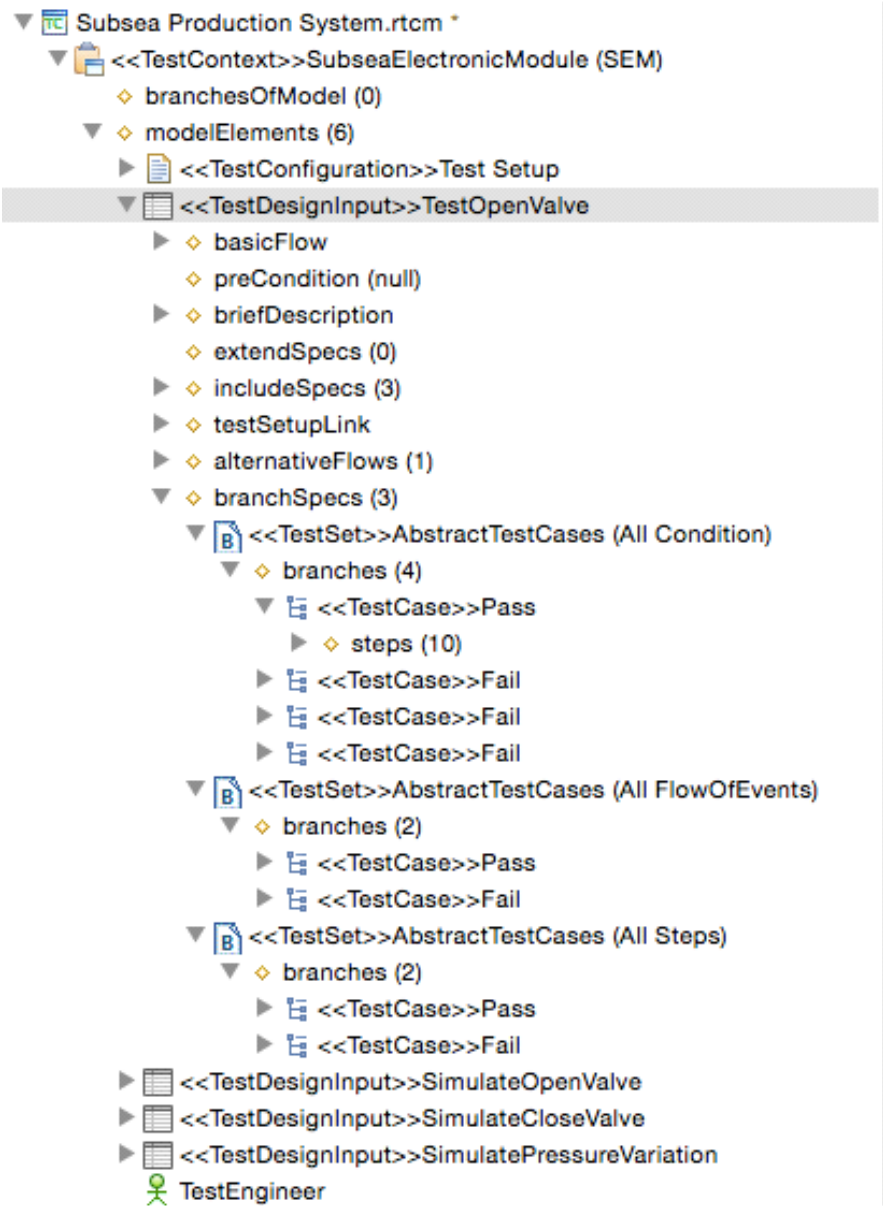 Subsea Production System.rtcm *
<<TestContext>>SubseaElectronicModule (SEM)
branchesOfModel (0)
modelElements (6)
<<TestConfiguration>>Test Setup
<<TestDesignInput>>TestOpenValve
basicFlow
preCondition (null)
briefDescription
extendSpecs (0)
includeSpecs (3)
testSetupLink
alternativeFlows (1)
branchSpecs (3)
<<TestSet>>AbstractTestCases (All Condition)
branches (4)
<<TestCase>>Pass
steps (10)
<<TestCase>>Fail
<<TestCase>>Fail
<<TestCase>>Fail
<<TestSet>>AbstractTestCases (All FlowOfEvents)
branches (2)
<<TestCase>>Pass
<<TestCase>>Fail
<<TestSet>>AbstractTestCases (All Steps)
branches (2)
<<TestCase>>Pass
<<TestCase>>Fail
<<TestDesignInput>>SimulateOpenValve
<<TestDesignInput>>SimulateCloseValve
<<TestDesignInput>>SimulatePressureVariation
TestEngineer